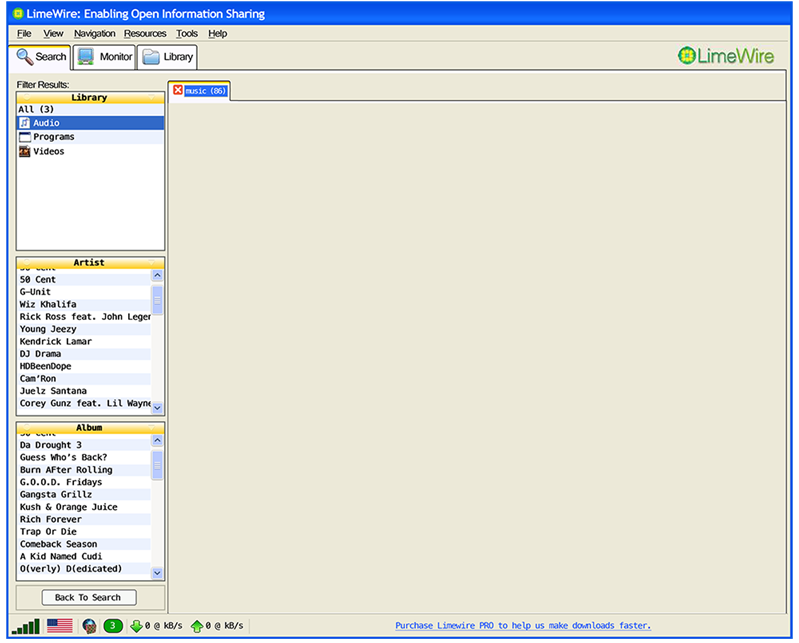 LimeWire: Enabling Open Information Sharing
File View Navigation Resources Tools Help
Search Monitor Library
LimeWire
Filter Results:
music (86)
Library
All (3)
Audio
Programs
Videos
Artist
50 Cent
50 Cent
G-Unit
Wiz Khalifa
Rick Ross feat. John Leger
Young Jeezy
Kendrick Lamar
DJ Drama
HDBeenDope
Cam'Ron
Juelz Santana
Corey Gunz feat. Lil Wayne
Album
50 Cent
Da Drought 3
Guess Who's Back?
Burn AFter Rolling
G.O.O.D. Fridays
Gangsta Grillz
Kush & Orange Juice
Rich Forever
Trap Or Die
Comeback Season
A Kid Named Cudi
O(verly) D(edicated)
Back To Search
3 0 @ kB/s 0 @ kB/s
Purchase Limewire PRO to help us make downloads faster.